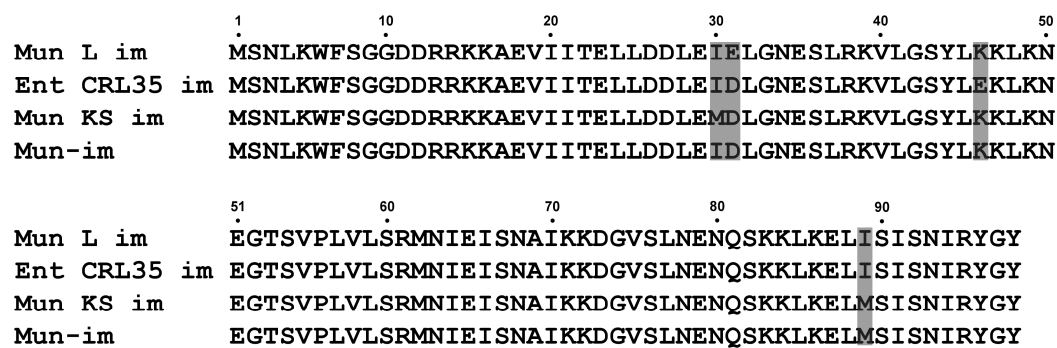 1 10 20 30 40 50
Mun L im MSNLKWFSGGDDRRKKAEVIITELLDDLEIELGNESLRKVLGSYLKKLKN
Ent CRL35 im MSNLKWFSGGDDRRKKAEVIITELLDDLEIDLGNESLRKVLGSYLEKLKN
Mun KS im MSNLKWFSGGDDRRKKAEVIITELLDDLEMDLGNESLRKVLGSYLKKLKN
Mun-im MSNLKWFSGGDDRRKKAEVIITELLDDLEIDLGNESLRKVLGSYLKKLKN
51 60 70 80 90
Mun L im EGTSVPLVLSRMNIEISNAIKKDGVSLNENQSKKLKELISISNIRYGY
Ent CRL35 im EGTSVPLVLSRMNIEISNAIKKDGVSLNENQSKKLKELISISNIRYGY
Mun KS im EGTSVPLVLSRMNIEISNAIKKDGVSLNENQSKKLKELMSISNIRYGY
Mun-im EGTSVPLVLSRMNIEISNAIKKDGVSLNENQSKKLKELMSISNIRYGY